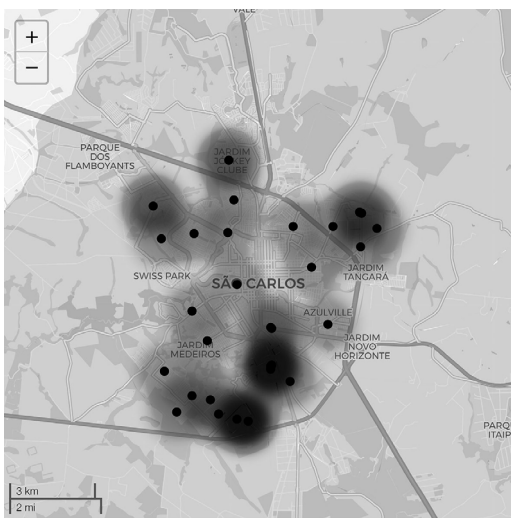 VALE
+
−
PARQUE
DOS
FLAMBOYANTS
JARDIM
JOCKEY
CLUBE
SWISS PARK
SÃO CARLOS
JARDIM
TANGARÁ
AZULVILLE
JARDIM
NOVO
HORIZONTE
JARDIM
MEDEIROS
PARQ
ITAIP
3 km
2 mi